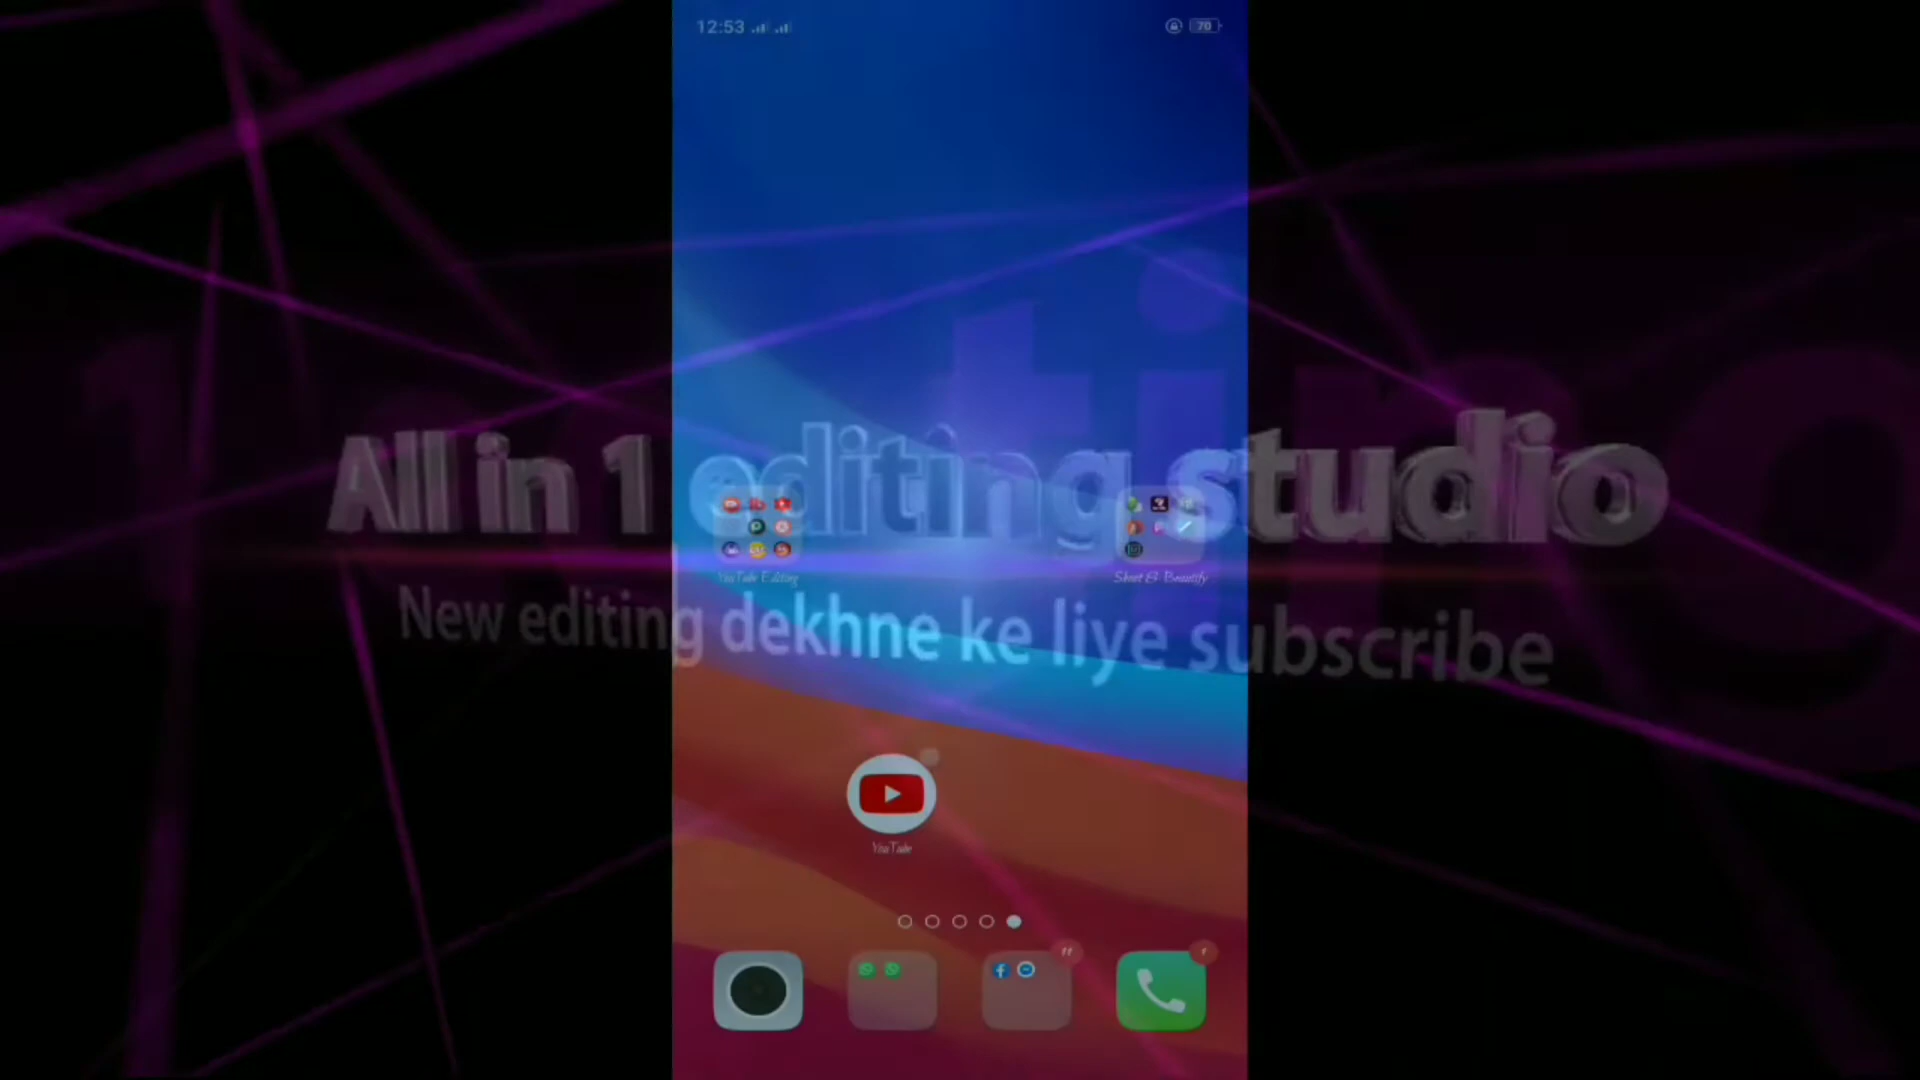 12:53
70
All in 1 editing studio
YouTube Editing
Shoot & Beautify
New editing dekhne ke liye subscribe
YouTube